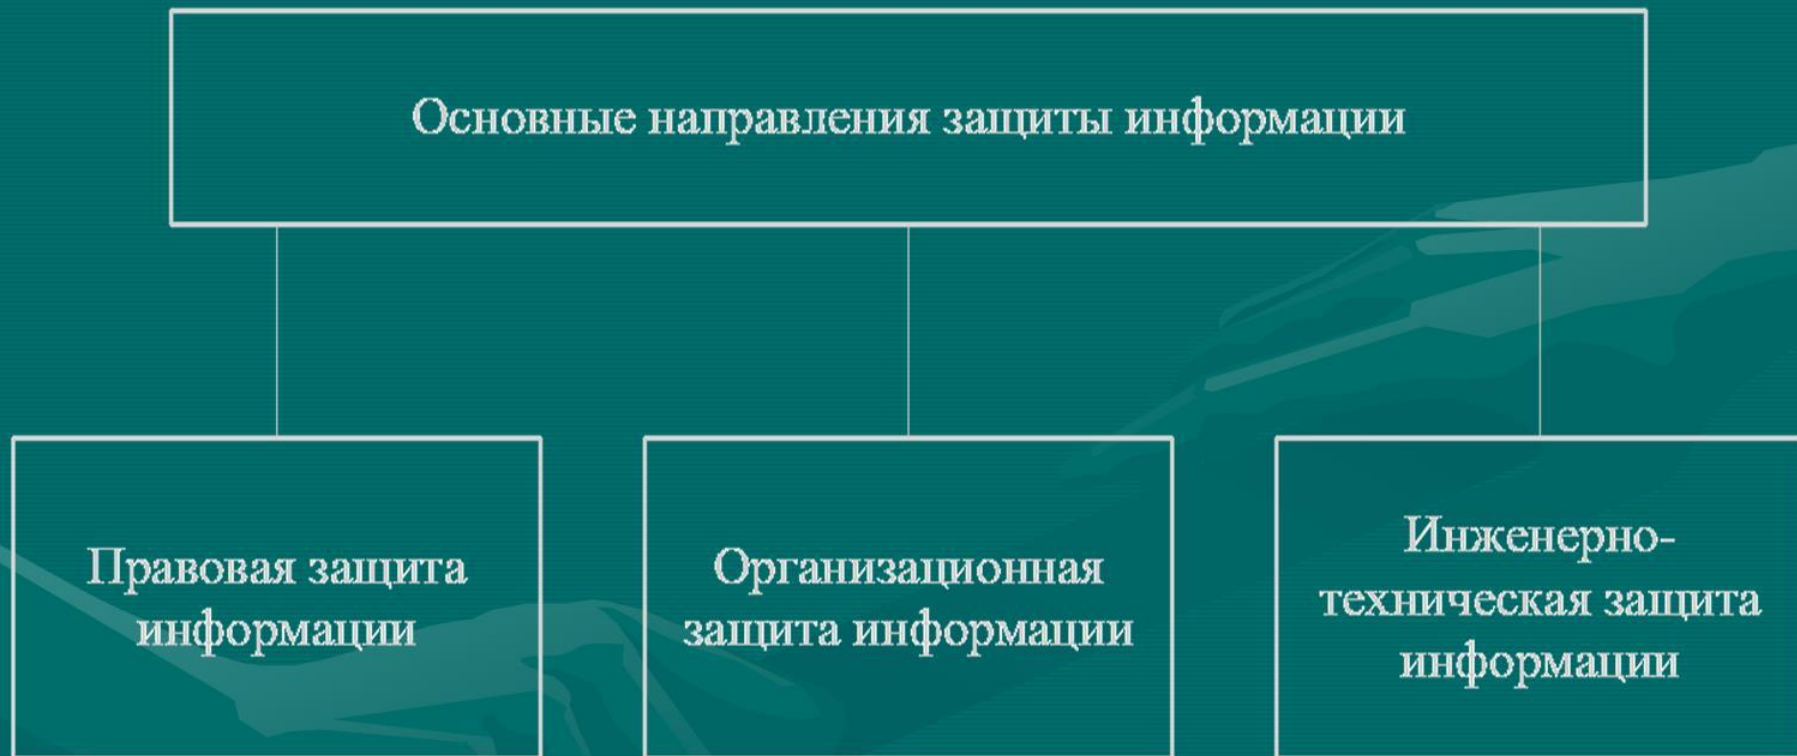 Основные направления защиты информации
Правовая защита
информации
Организационная
защита информации
Инженерно-
техническая защита
информации